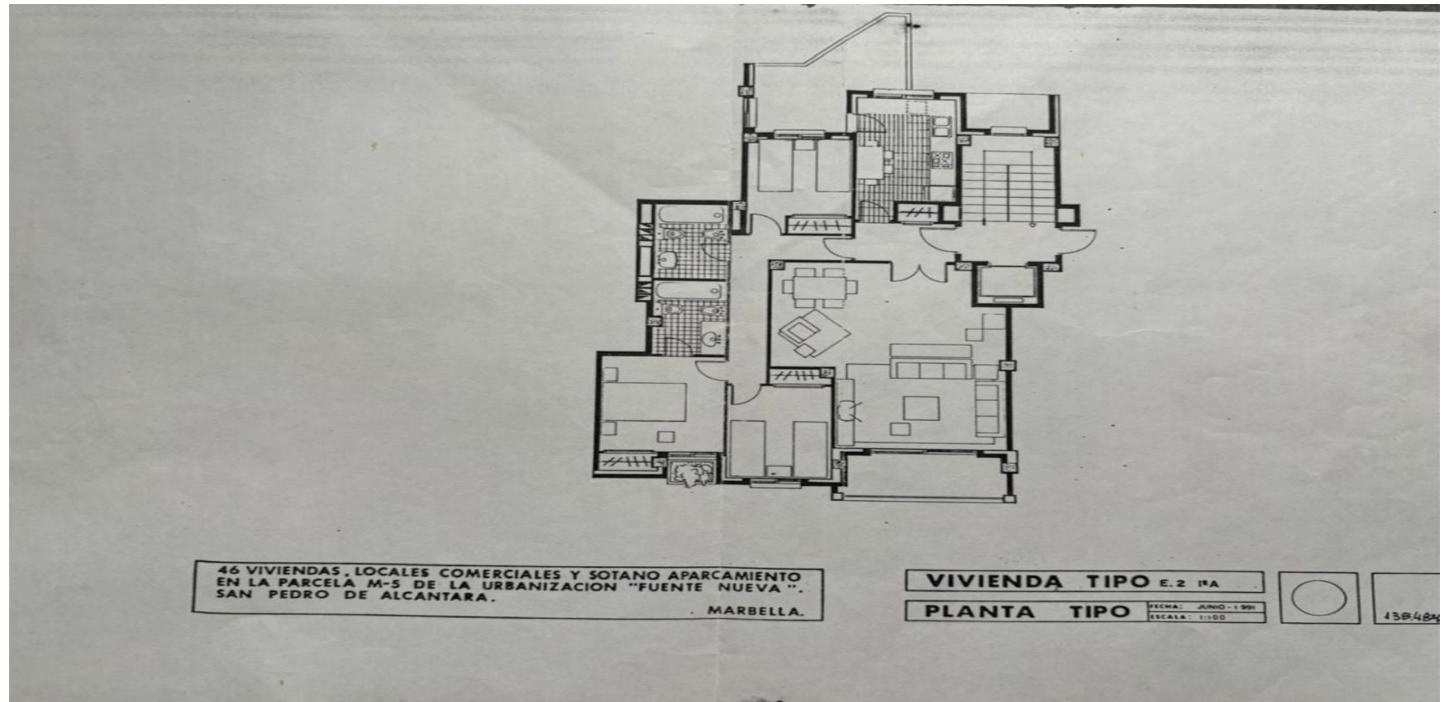 46 VIVIENDAS, LOCALES COMERCIALES Y SOTANO APARCAMIENTO
EN LA PARCELA M-5 DE LA URBANIZACION "FUENTE NUEVA".
SAN PEDRO DE ALCANTARA.
MARBELLA.
VIVIENDA TIPO E.2 1ºA
PLANTA TIPO
FECHA: JUNIO-1991
ESCALA: 1:100